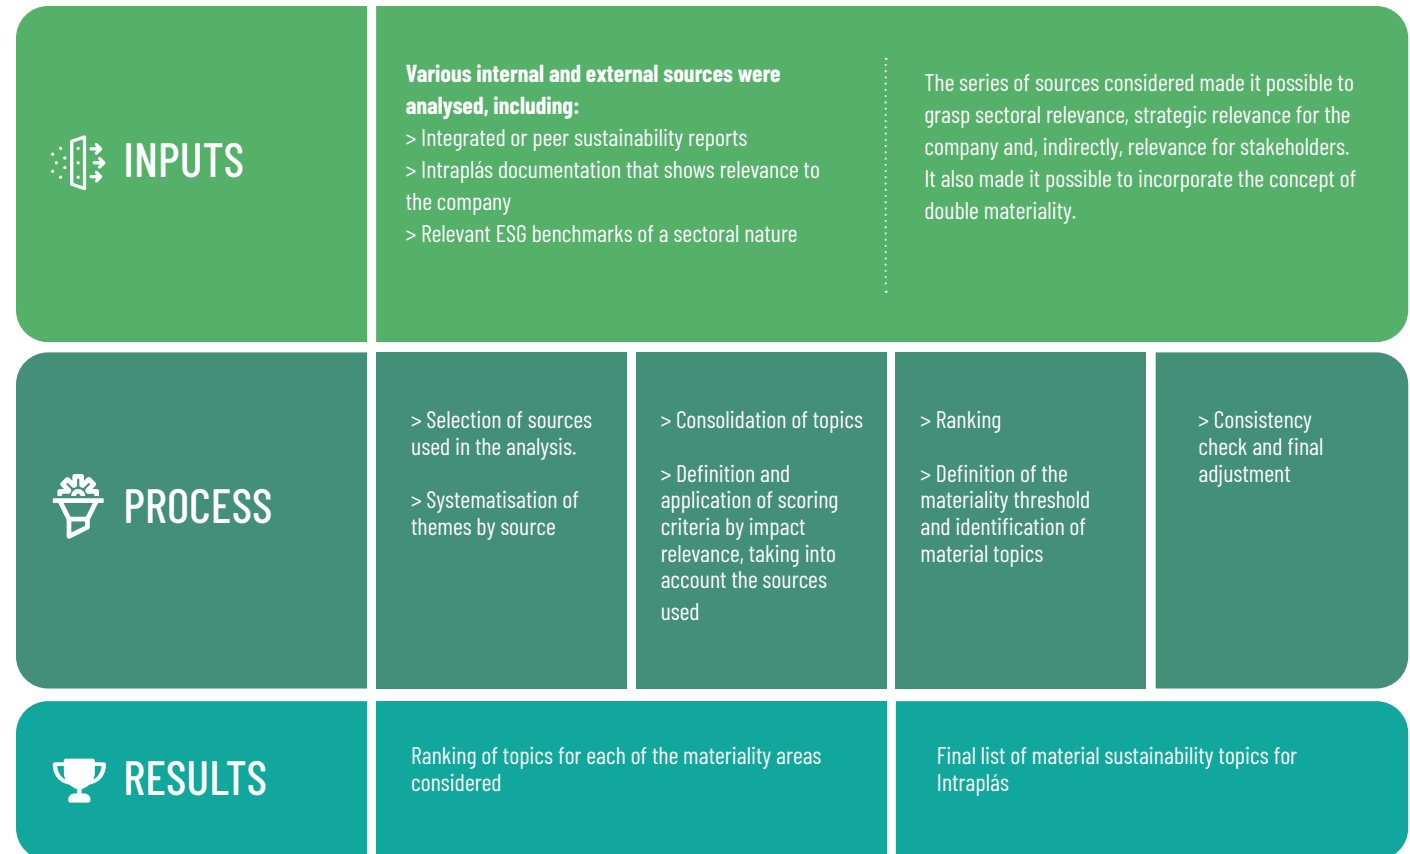 INPUTS
Various internal and external sources were
analysed, including:
> Integrated or peer sustainability reports
> Intraplás documentation that shows relevance to
the company
> Relevant ESG benchmarks of a sectoral nature
The series of sources considered made it possible to
grasp sectoral relevance, strategic relevance for the
company and, indirectly, relevance for stakeholders.
It also made it possible to incorporate the concept of
double materiality.
PROCESS
> Selection of sources
used in the analysis.
> Systematisation of
themes by source
> Consolidation of topics
> Definition and
application of scoring
criteria by impact
relevance, taking into
account the sources
used
> Ranking
> Definition of the
materiality threshold
and identification of
material topics
> Consistency
check and final
adjustment
RESULTS
Ranking of topics for each of the materiality areas
considered
Final list of material sustainability topics for
Intraplás